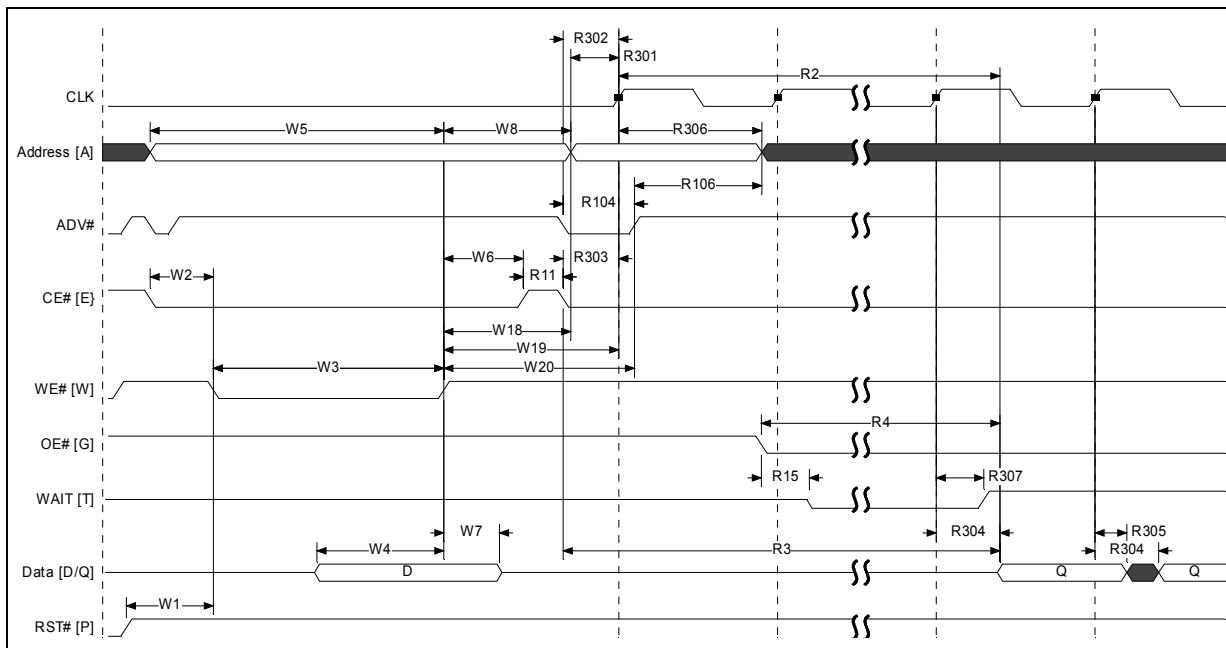 R302
R301
R2
CLK
W5
W8
R306
Address [A]
R106
R104
ADV#
W6
R303
W2
R11
CE# [E}
W18
W19
W3
W20
WE# [W]
R4
OE# [G]
R15
R307
WAIT [T]
W7
R304
R305
W4
R3
R304
Data [D/Q]
D
Q
Q
W1
RST# [P]